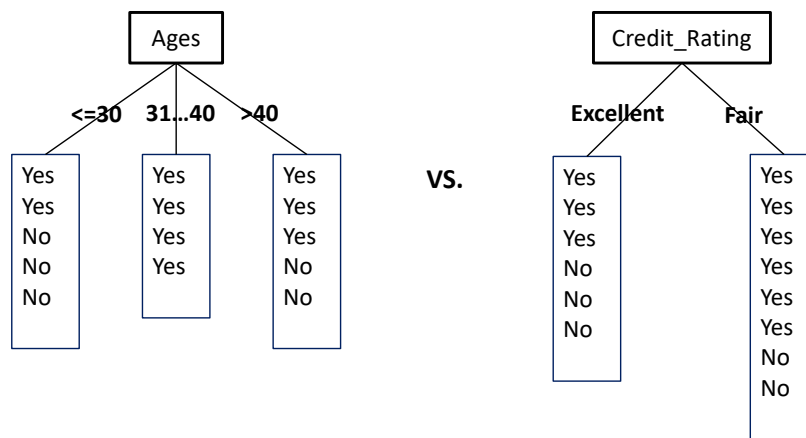 Ages
<=30
31...40
>40
Yes
Yes
No
No
No
Yes
Yes
Yes
Yes
Yes
Yes
Yes
No
No
VS.
Credit_Rating
Excellent
Fair
Yes
Yes
Yes
No
No
No
Yes
Yes
Yes
Yes
Yes
Yes
No
No